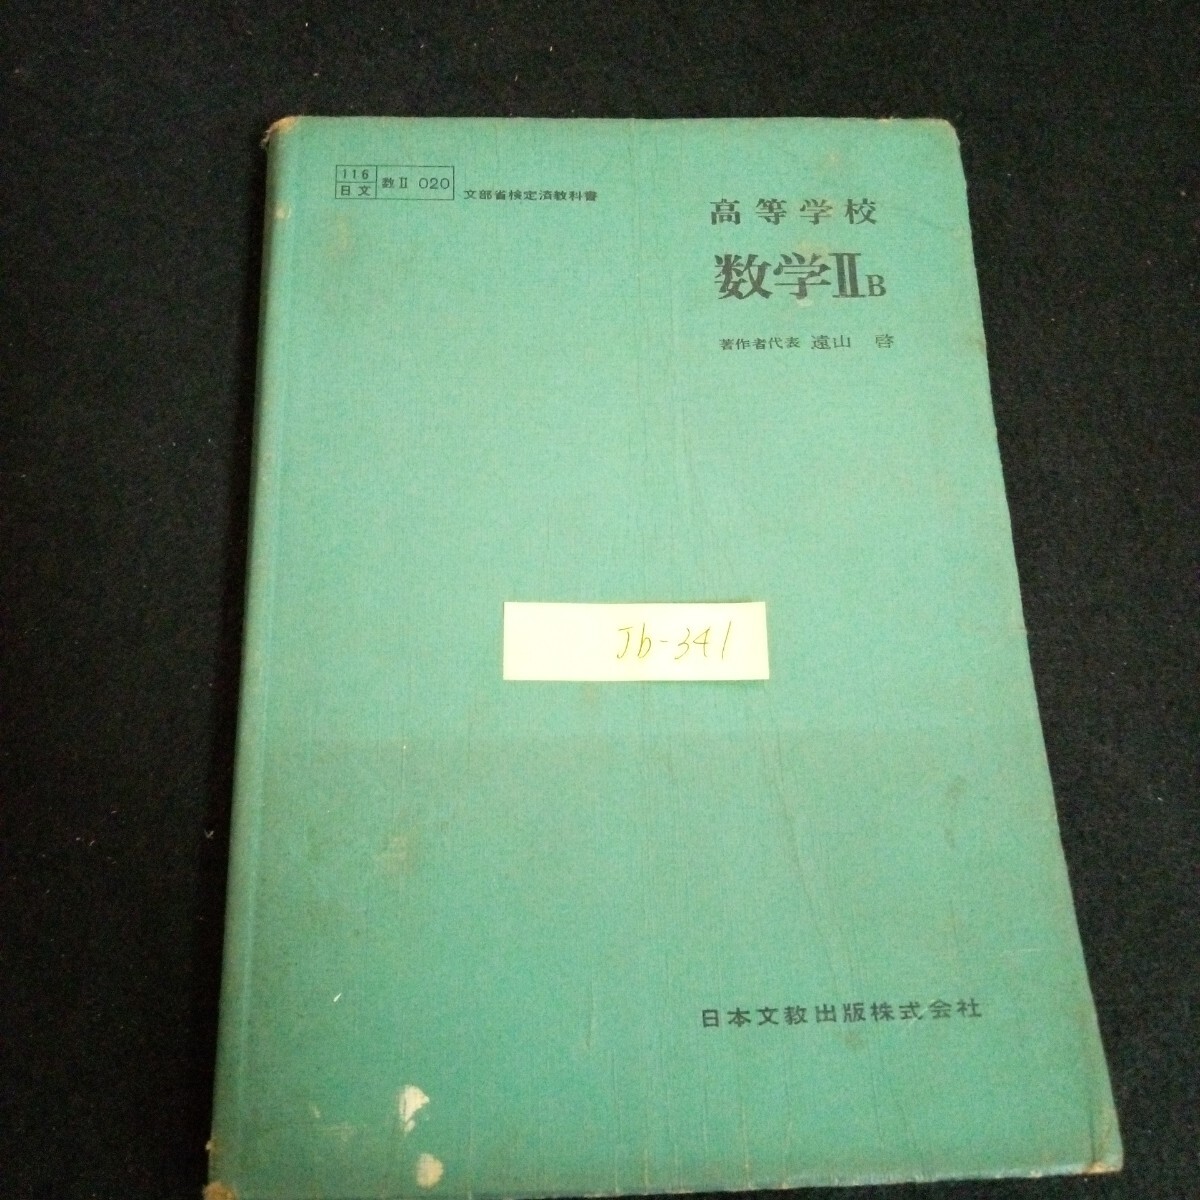 116
日文
数II 020
文部省検定済教科書
高等学校
数学IIB
著作者代表 遠山 啓
Jb-341
日本文教出版株式会社